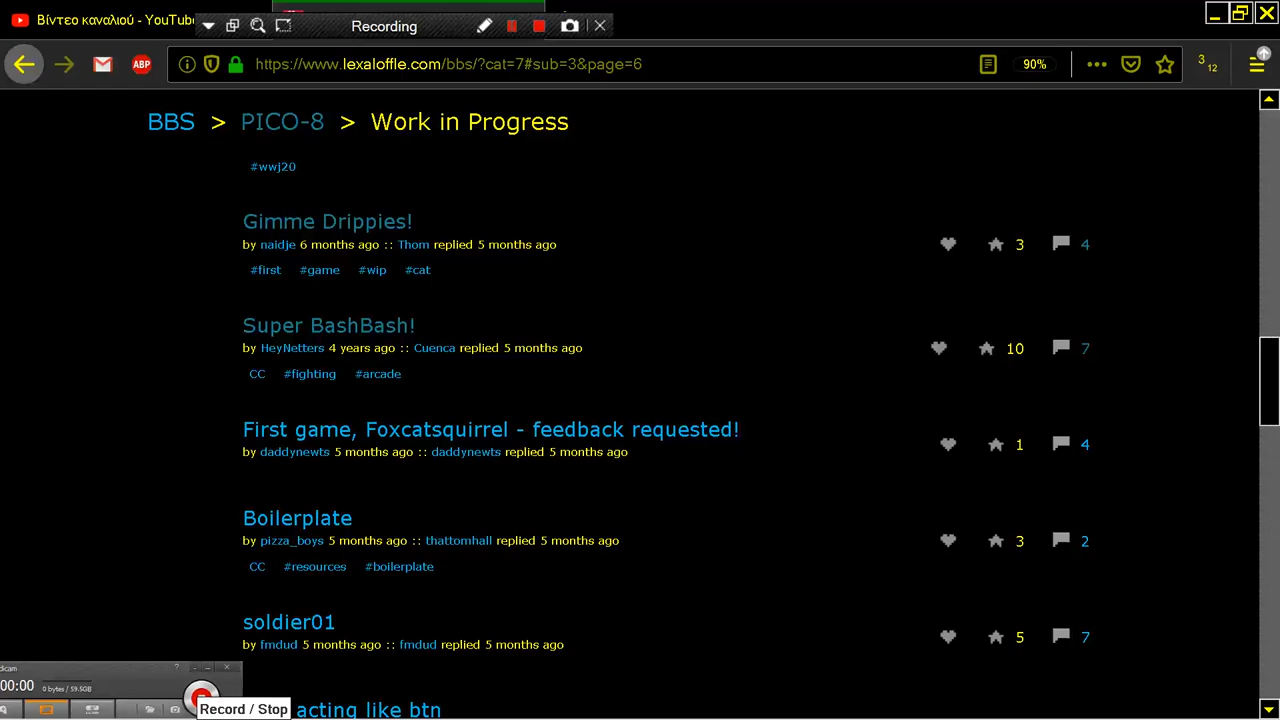 Βίντεο καναλιού - YouTube
Recording
ABP
https://www.lexaloffle.com/bbs/?cat=7#sub=3&page=6
90%
3
12
BBS > PICO-8 > Work in Progress
#wwj20
Gimme Drippies!
by naidje 6 months ago :: Thom replied 5 months ago
3 4
#first #game #wip #cat
Super BashBash!
by HeyNetters 4 years ago :: Cuenca replied 5 months ago
10 7
CC #fighting #arcade
First game, Foxcatsquirrel - feedback requested!
by daddynewts 5 months ago :: daddynewts replied 5 months ago
1 4
Boilerplate
by pizza_boys 5 months ago :: thattomhall replied 5 months ago
3 2
CC #resources #boilerplate
soldier01
by fmdud 5 months ago :: fmdud replied 5 months ago
5 7
dicam
00:00
0 bytes / 59.5GB
Record / Stop
acting like btn